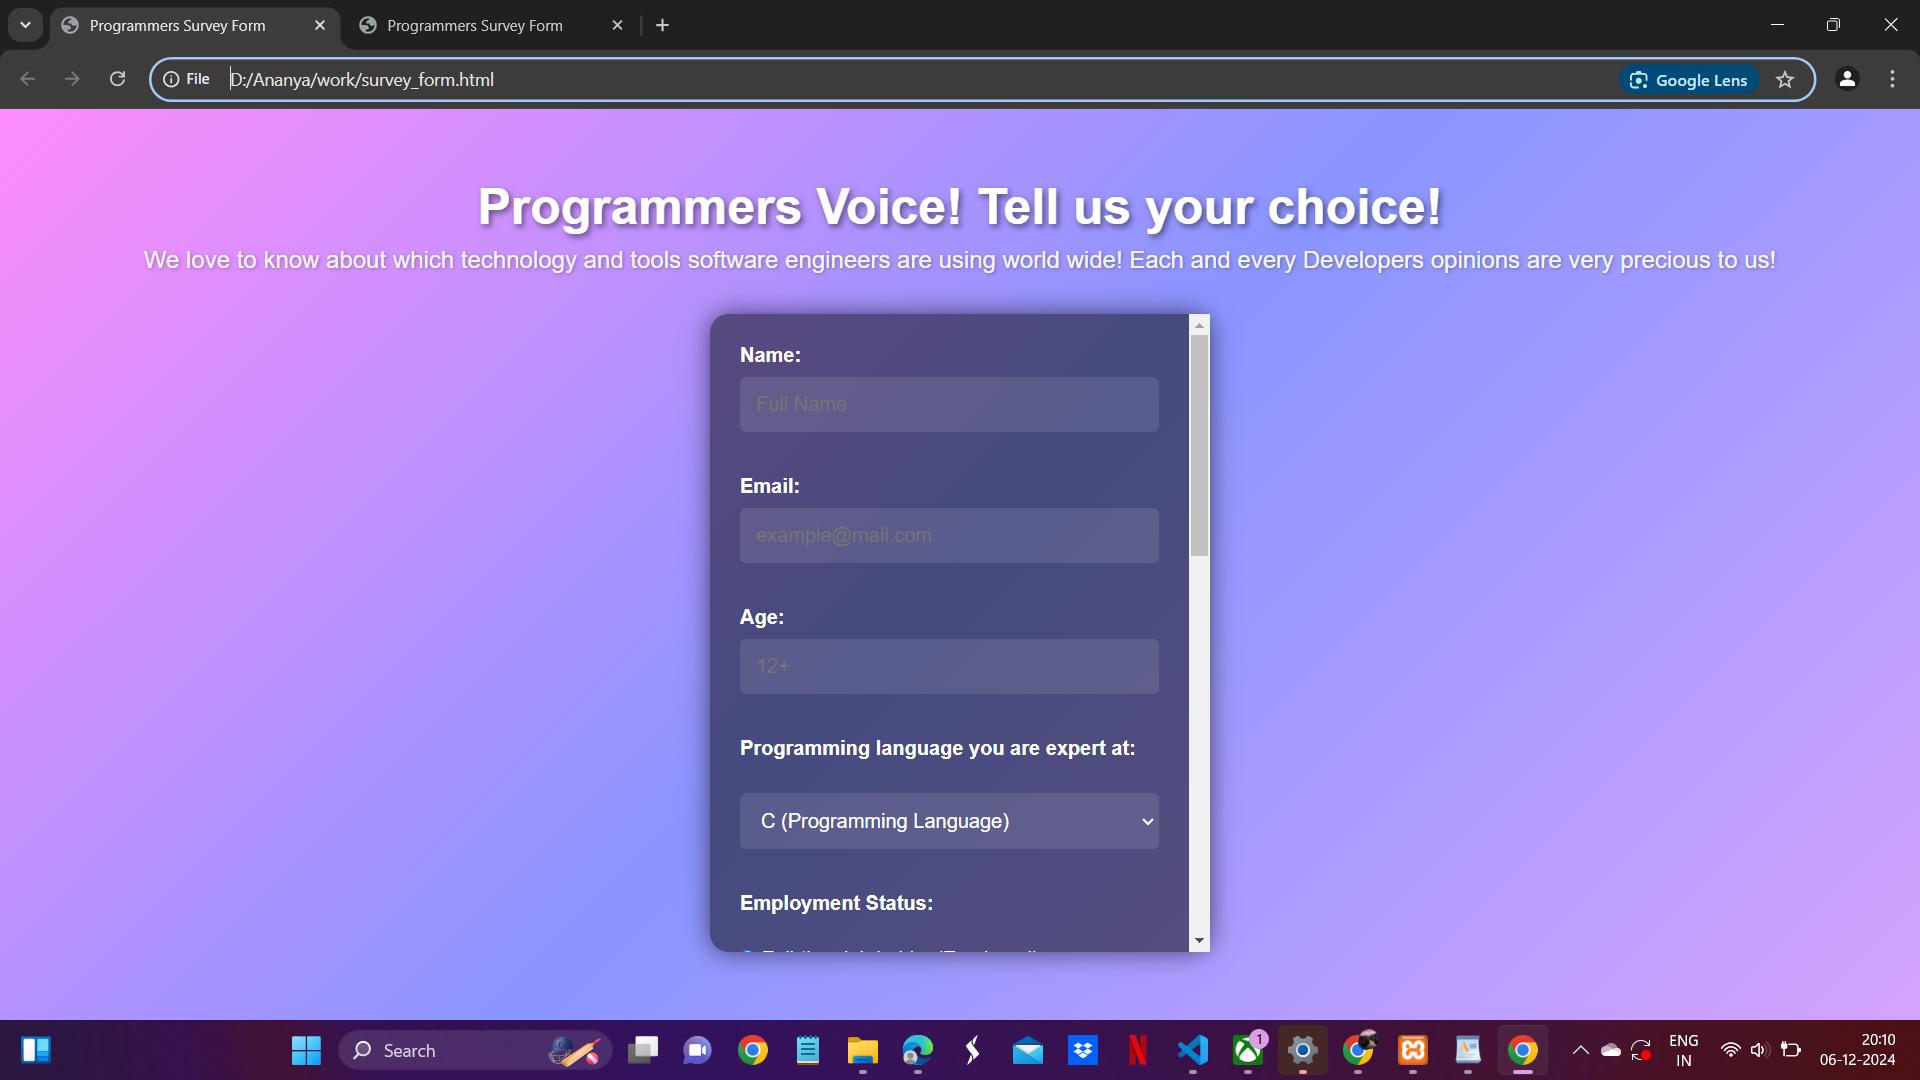 Programmers Survey Form
Programmers Survey Form
File D:/Ananya/work/survey_form.html
Google Lens
Programmers Voice! Tell us your choice!
We love to know about which technology and tools software engineers are using world wide! Each and every Developers opinions are very precious to us!
Name:
Full Name
Email:
example@mail.com
Age:
12+
Programming language you are expert at:
C (Programming Language)
Employment Status:
Search
1
ENG
IN
20:10
06-12-2024